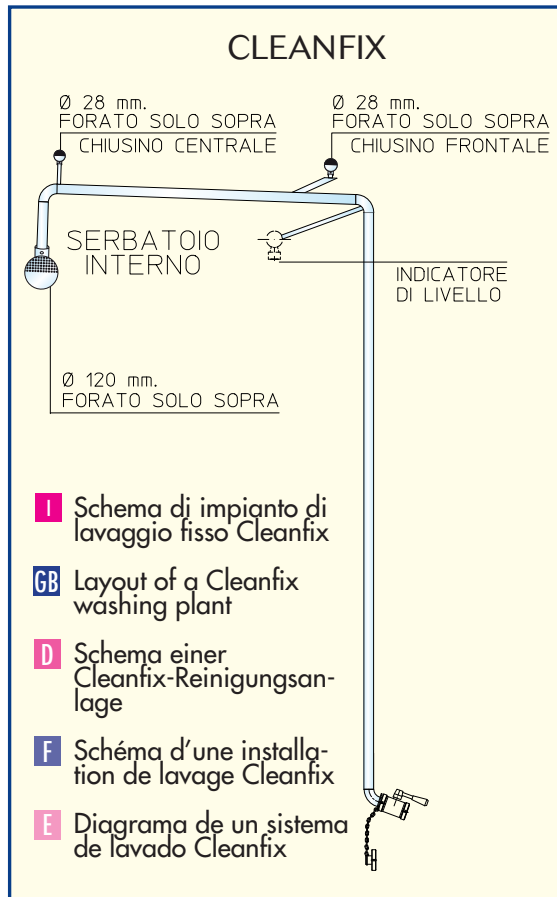 CLEANFIX
Ø 28 mm.
FORATO SOLO SOPRA
CHIUSINO CENTRALE
Ø 28 mm.
FORATO SOLO SOPRA
CHIUSINO FRONTALE
SERBATOIO
INTERNO
INDICATORE
DI LIVELLO
Ø 120 mm.
FORATO SOLO SOPRA
I Schema di impianto di
lavaggio fisso Cleanfix
GB Layout of a Cleanfix
washing plant
D Schema einer
Cleanfix-Reinigungsan-
lage
F Schéma d’une installa-
tion de lavage Cleanfix
E Diagrama de un sistema
de lavado Cleanfix